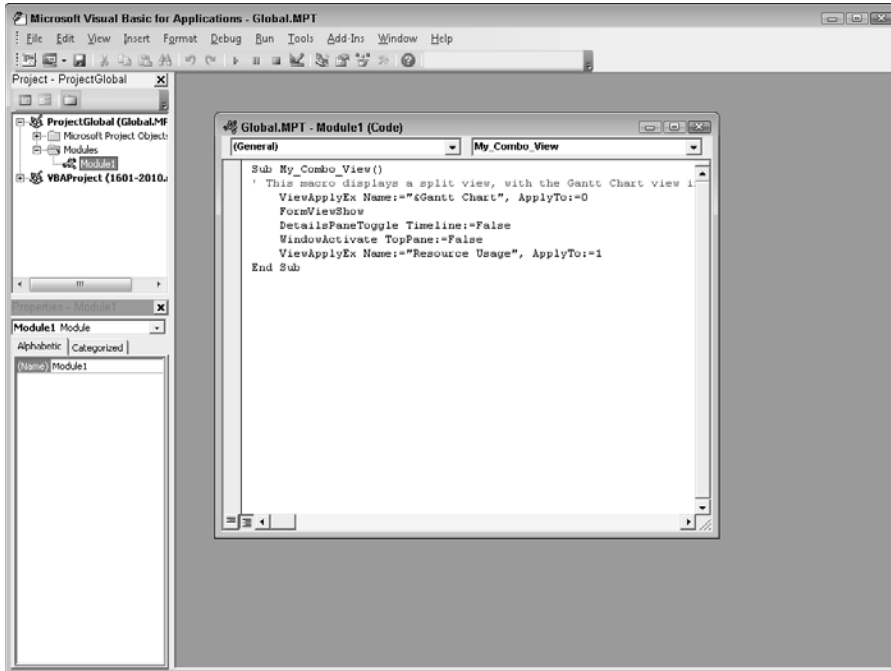 Microsoft Visual Basic for Applications - Global.MPT
File Edit View Insert Format Debug Run Tools Add-Ins Window Help
Project - ProjectGlobal
ProjectGlobal (Global.MP
Microsoft Project Objects
Modules
Module1
VBAProject (1601-2010.
Properties - Module1
Module1 Module
Alphabetic Categorized
(Name) Module1
Global.MPT - Module1 (Code)
(General) My_Combo_View
Sub My_Combo_View()
' This macro displays a split view, with the Gantt Chart view i
ViewApplyEx Name:="&Gantt Chart", ApplyTo:=0
FormViewShow
DetailsPaneToggle Timeline:=False
WindowActivate TopPane:=False
ViewApplyEx Name:="Resource Usage", ApplyTo:=1
End Sub